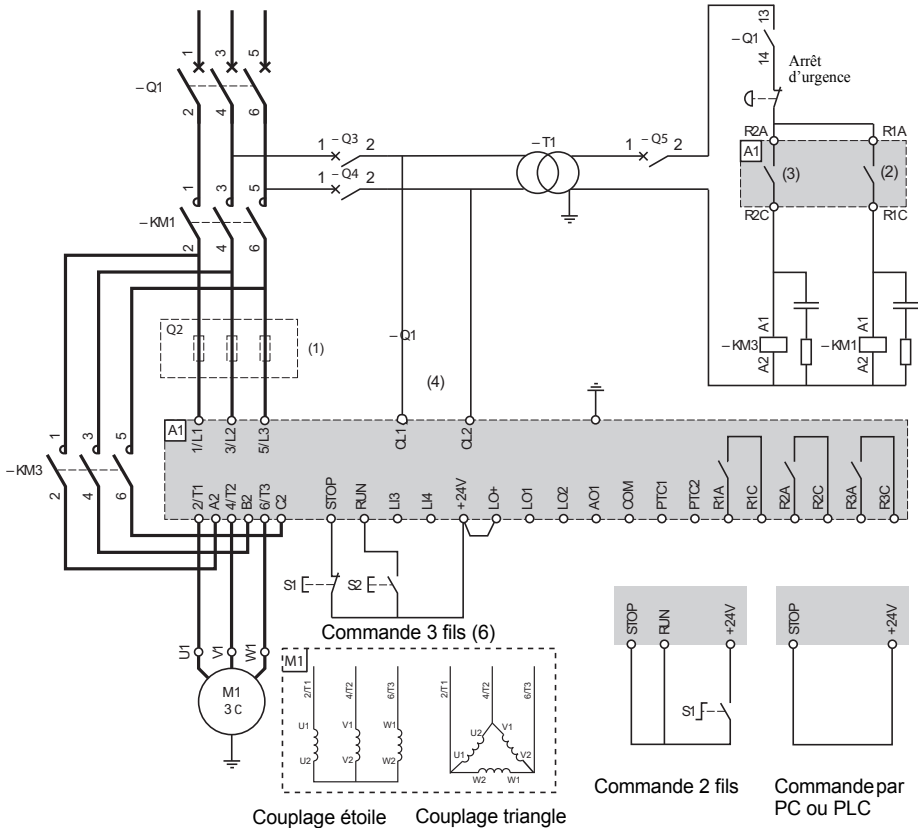 1 3 5
–Q1
2 4 6
13
–Q1
14
Arrêt
d'urgence
1 –Q3 2
1 –Q4 2
–T1
1 –Q5 2
R2A R1A
A1
(3) (2)
R2C R1C
1 3 5
–KM1
2 4 6
Q2
(1)
–Q1
(4)
A1
–KM3
A2
A1
–KM1
A2
A1
1/L1
3/L2
5/L3
CL1
CL2
1 3 5
–KM3
2 4 6
2/T1
A2
4/T2
B2
6/T3
C2
STOP
RUN
LI3
LI4
+24V
LO+
LO1
LO2
AO1
COM
PTC1
PTC2
R1A
R1C
R2A
R2C
R3A
R3C
S1
S2
Commande 3 fils (6)
U1
V1
W1
M1
3 C
M1
2/T1
4/T2
6/T3
U1
U2
V1
V2
W1
W2
2/T1
4/T2
6/T3
U2
V1
U1
V2
W2
W1
Couplage étoile
Couplage triangle
STOP
RUN
+24V
S1
Commande 2 fils
STOP
+24V
Commande par
PC ou PLC